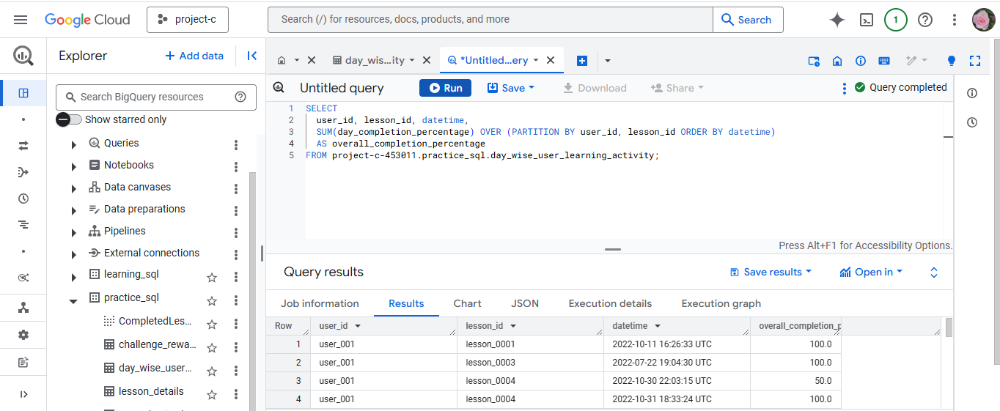 Google Cloud
project-c
Search (/) for resources, docs, products, and more
Search
1
Explorer
+ Add data
day_wis...ity
*Untitled...ery
Search BigQuery resources
Show starred only
Queries
Notebooks
Data canvases
Data preparations
Pipelines
External connections
learning_sql
practice_sql
CompletedLes...
challenge_rewa...
day_wise_user...
lesson_details
Untitled query
Run
Save
Download
Share
Query completed
1 SELECT
2 user_id, lesson_id, datetime,
3 SUM(day_completion_percentage) OVER (PARTITION BY user_id, lesson_id ORDER BY datetime)
4 AS overall_completion_percentage
5 FROM project-c-453011.practice_sql.day_wise_user_learning_activity;
Press Alt+F1 for Accessibility Options.
Query results
Save results
Open in
Job information Results Chart JSON Execution details Execution graph
Row user_id lesson_id datetime overall_completion_p
1 user_001 lesson_0001 2022-10-11 16:26:33 UTC 100.0
2 user_001 lesson_0003 2022-07-22 19:04:30 UTC 100.0
3 user_001 lesson_0004 2022-10-30 22:03:15 UTC 50.0
4 user_001 lesson_0004 2022-10-31 18:33:24 UTC 100.0